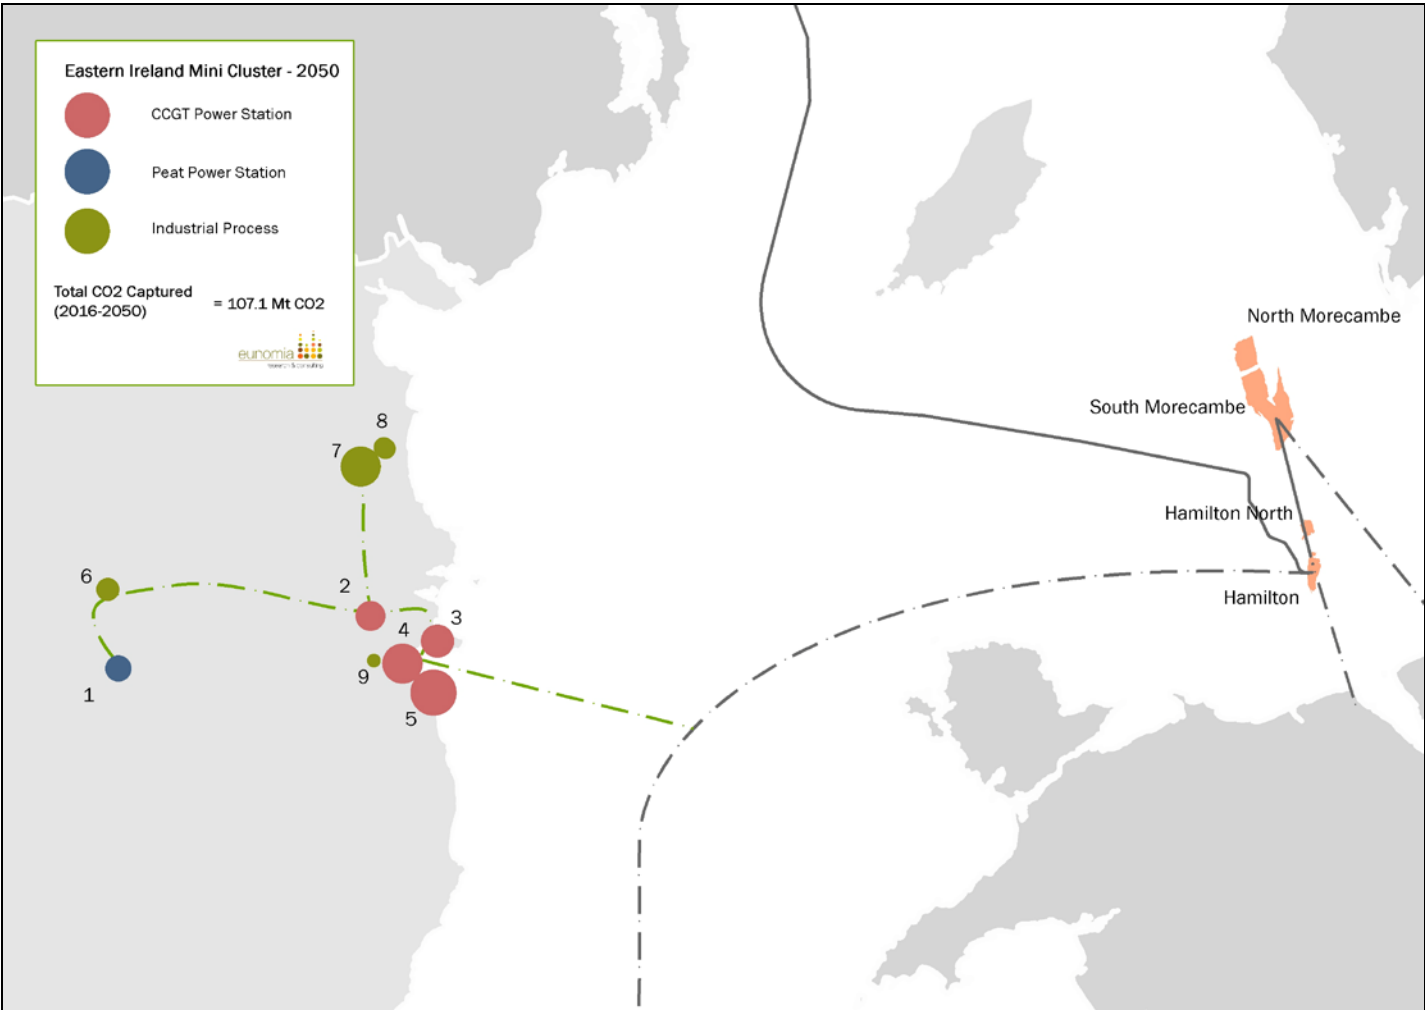 Eastern Ireland Mini Cluster - 2050
CCGT Power Station
Peat Power Station
Industrial Process
Total CO2 Captured
(2016-2050)
= 107.1 Mt CO2
eunomia
research & consulting
North Morecambe
South Morecambe
8
7
Hamilton North
6
2
Hamilton
3
4
9
1
5